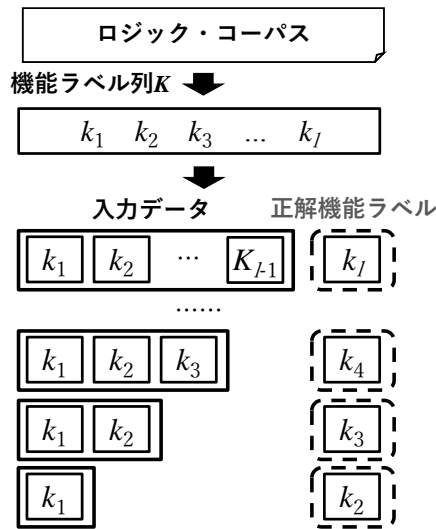 ロジック・コーパス
機能ラベル列K
k1 k2 k3 ... kl
入力データ 正解機能ラベル
k1 k2 ... Kl-1 kl
......
k1 k2 k3 k4
k1 k2 k3
k1 k2